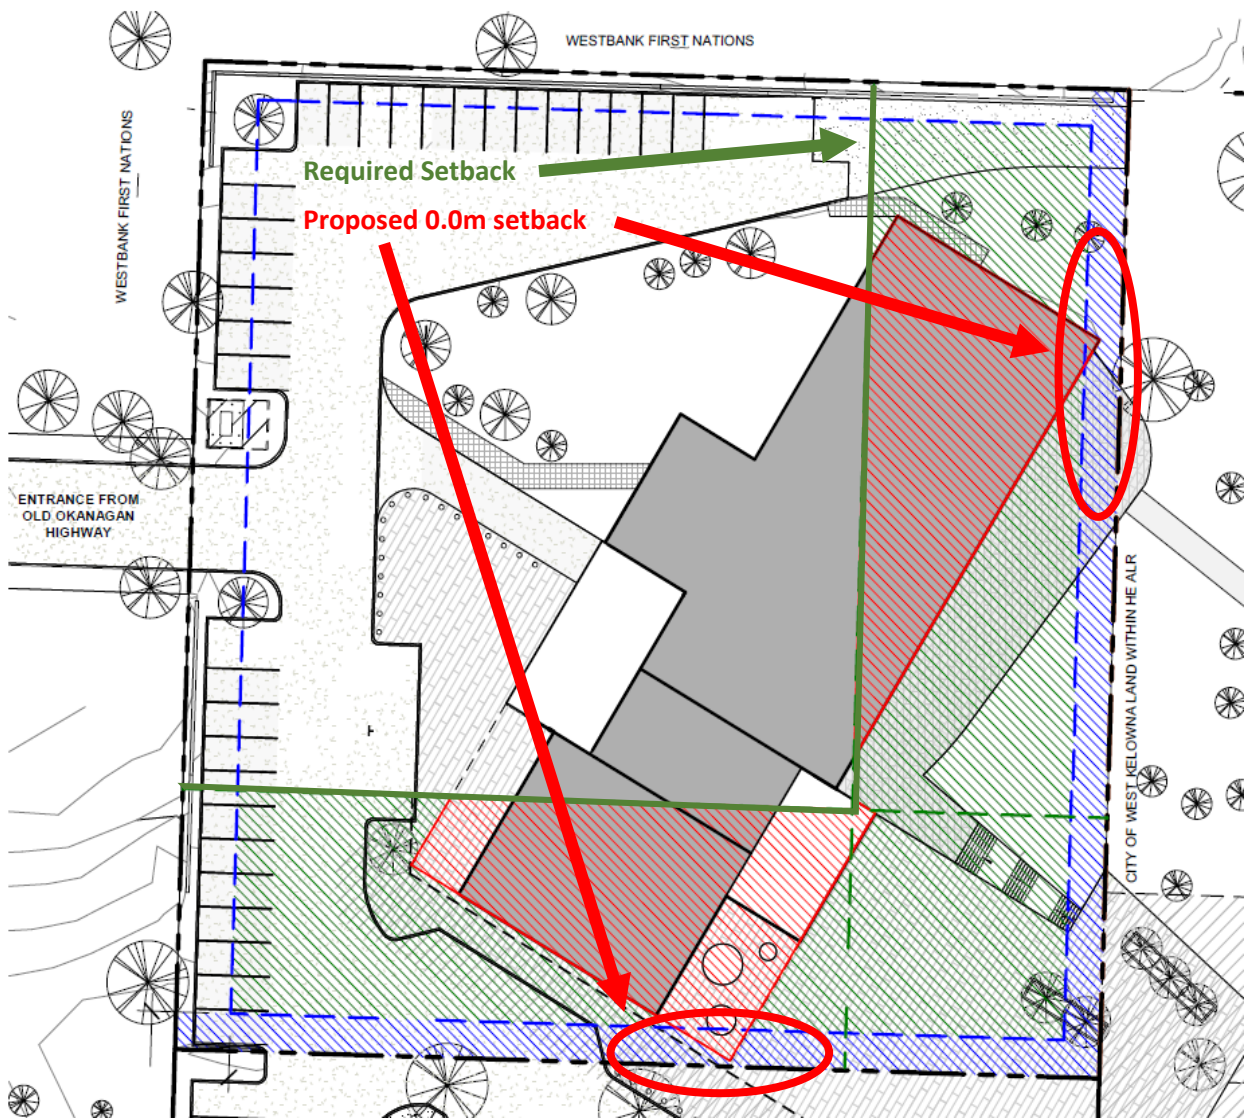 WESTBANK FIRST NATIONS
WESTBANK FIRST NATIONS
Required Setback
Proposed 0.0m setback
ENTRANCE FROM
OLD OKANAGAN
HIGHWAY
CITY OF WEST KELOWNA LAND WITHIN HE ALR